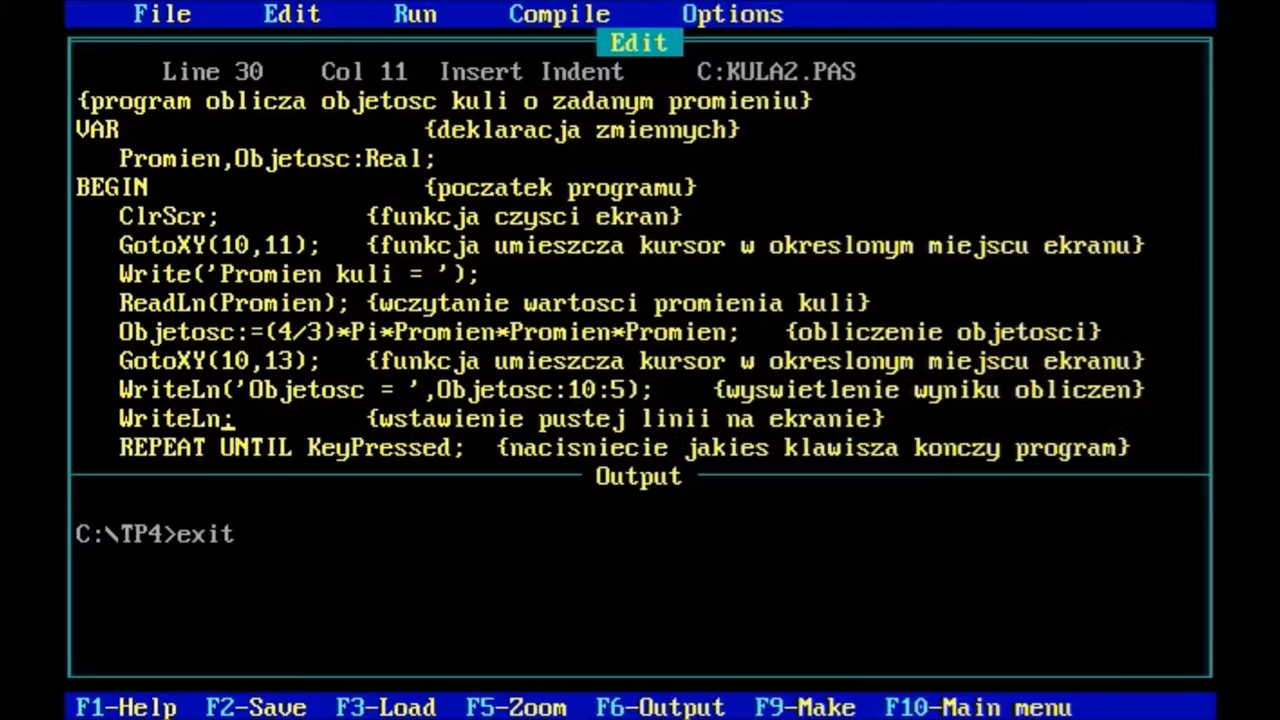 File Edit Run Compile Options
Edit
Line 30 Col 11 Insert Indent C:KULA2.PAS
{program oblicza objetosc kuli o zadanym promieniu}
VAR {deklaracja zmiennych}
Promien,Objetosc:Real;
BEGIN {poczatek programu}
ClrScr; {funkcja czysci ekran}
GotoXY(10,11); {funkcja umieszcza kursor w okreslonym miejscu ekranu}
Write('Promien kuli = ');
ReadLn(Promien); {wczytanie wartosci promienia kuli}
Objetosc:=(4/3)*Pi*Promien*Promien*Promien; {obliczenie objetosci}
GotoXY(10,13); {funkcja umieszcza kursor w okreslonym miejscu ekranu}
WriteLn('Objetosc = ',Objetosc:10:5); {wyswietlenie wyniku obliczen}
WriteLn; {wstawienie pustej linii na ekranie}
REPEAT UNTIL KeyPressed; {nacisniecie jakies klawisza konczy program}
Output
C:\TP4>exit
F1-Help F2-Save F3-Load F5-Zoom F6-Output F9-Make F10-Main menu